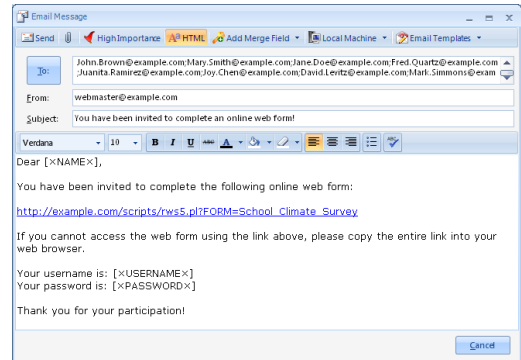 Email Message
Send High Importance HTML Add Merge Field Local Machine Email Templates
To: John.Brown@example.com;Mary.Smith@example.com;Jane.Doe@example.com;Fred.Quartz@example.com
;Juanita.Ramirez@example.com;Joy.Chen@example.com;David.Levitz@example.com;Mark.Simmons@exam
From: webmaster@example.com
Subject: You have been invited to complete an online web form!
Verdana 10 B I U abc A
Dear [×NAME×],
You have been invited to complete the following online web form:
http://example.com/scripts/rws5.pl?FORM=School_Climate_Survey
If you cannot access the web form using the link above, please copy the entire link into your
web browser.
Your username is: [×USERNAME×]
Your password is: [×PASSWORD×]
Thank you for your participation!
Cancel